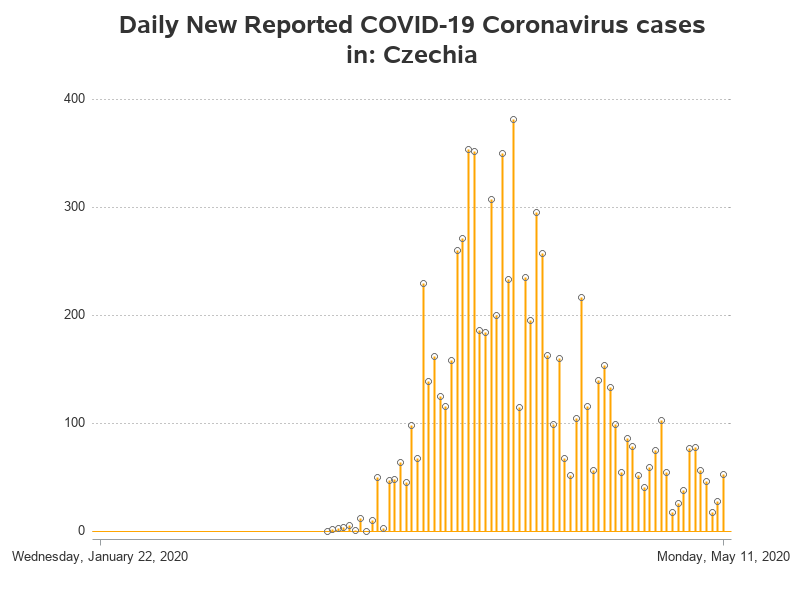 Daily New Reported COVID-19 Coronavirus cases
in: Czechia
400
300
200
100
0
Wednesday, January 22, 2020
Monday, May 11, 2020